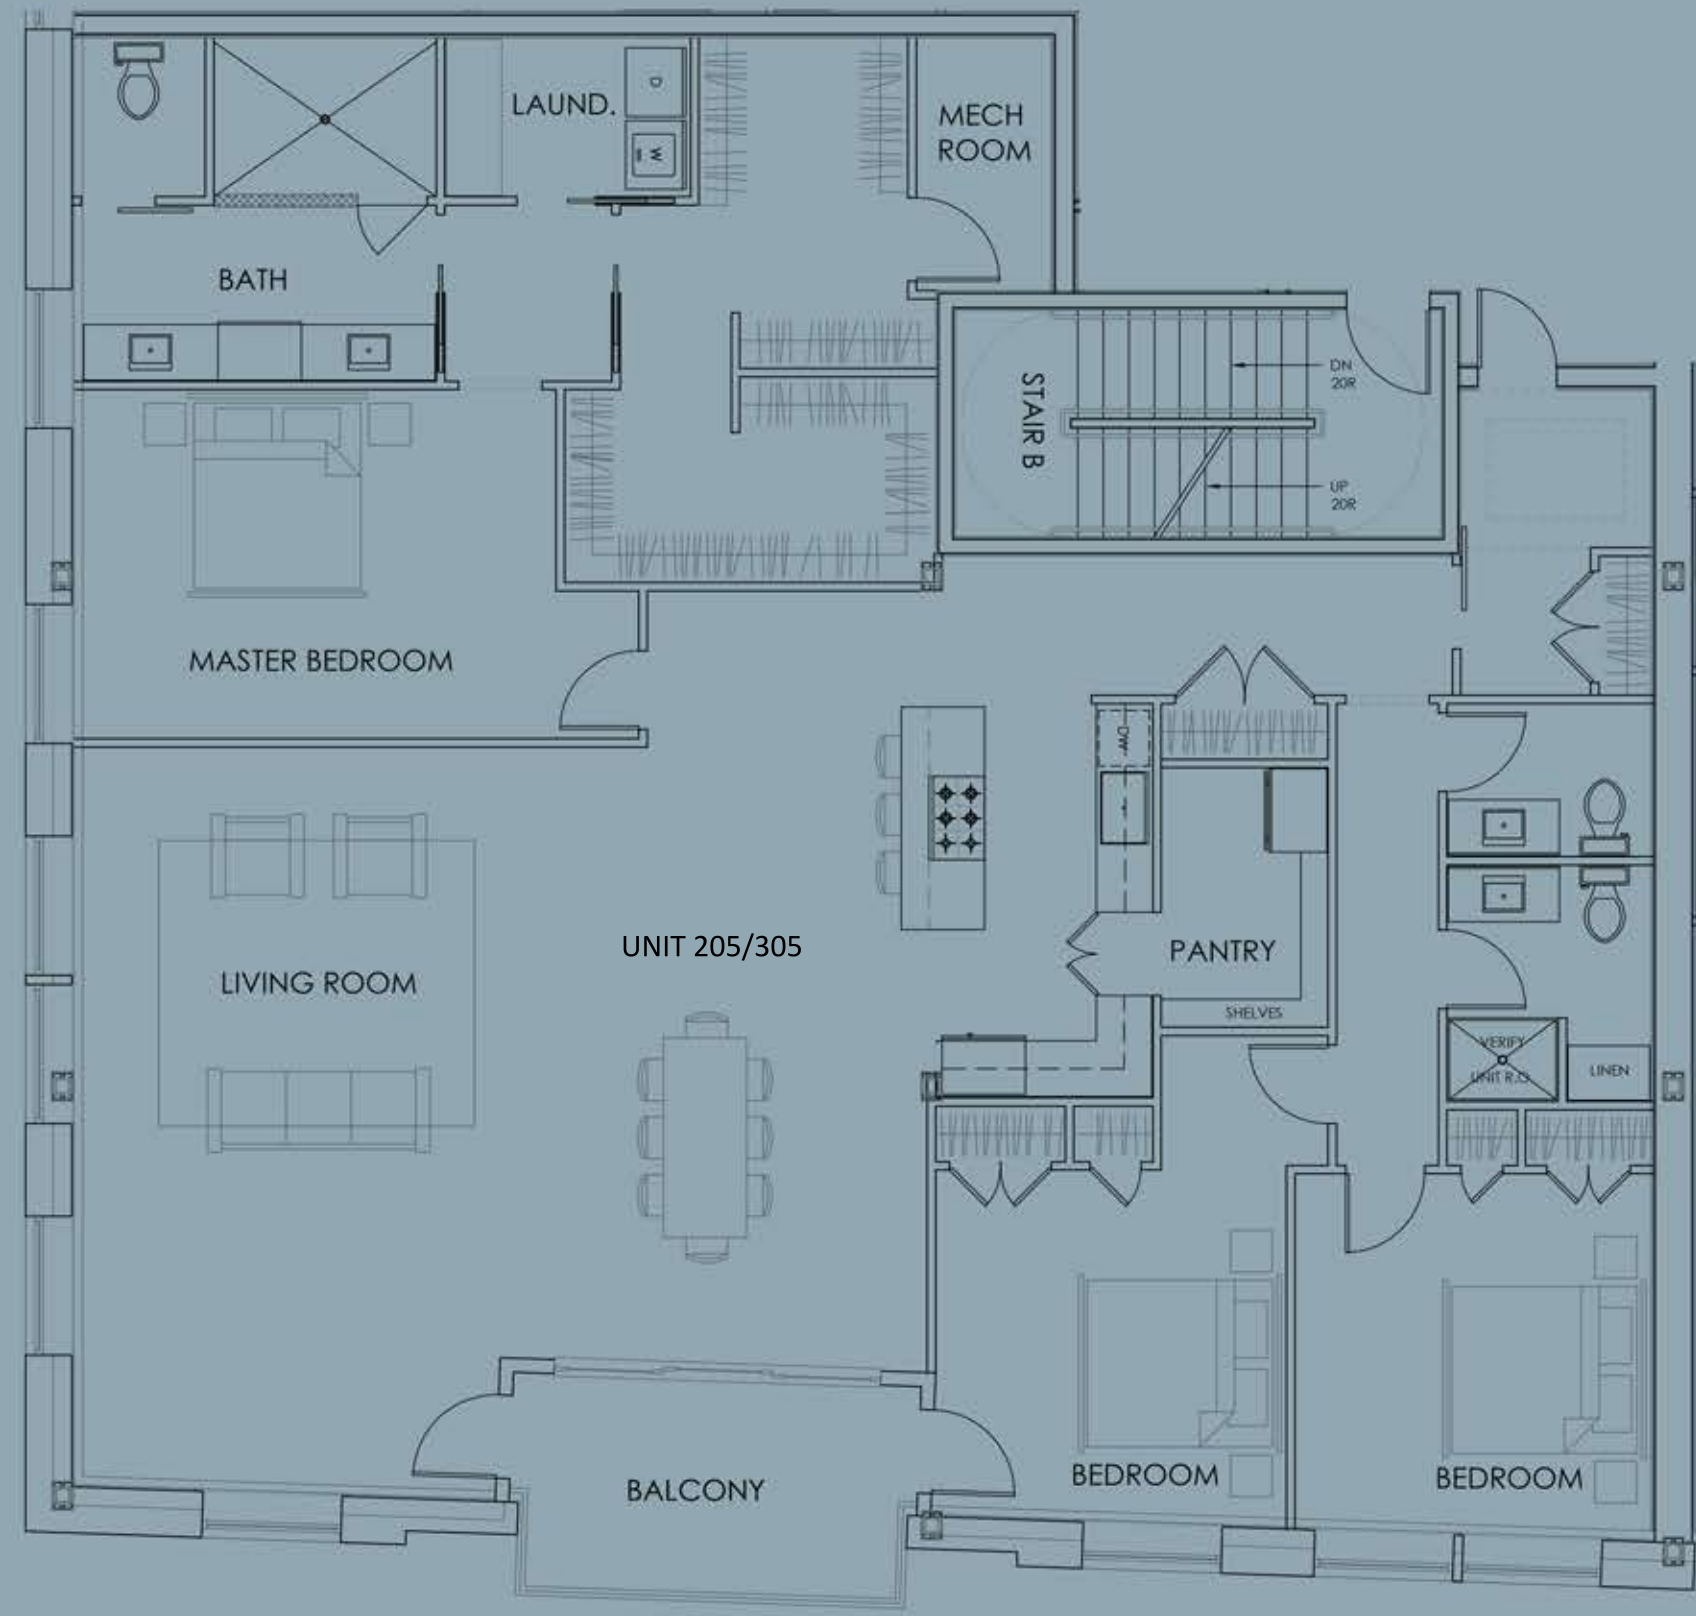 LAUND.
D
W
MECH
ROOM
BATH
STAIR B
DN
20R
UP
20R
MASTER BEDROOM
DW
UNIT 205/305
LIVING ROOM
PANTRY
SHELVES
VERIFY
UNIT R.O.
LINEN
BALCONY
BEDROOM
BEDROOM